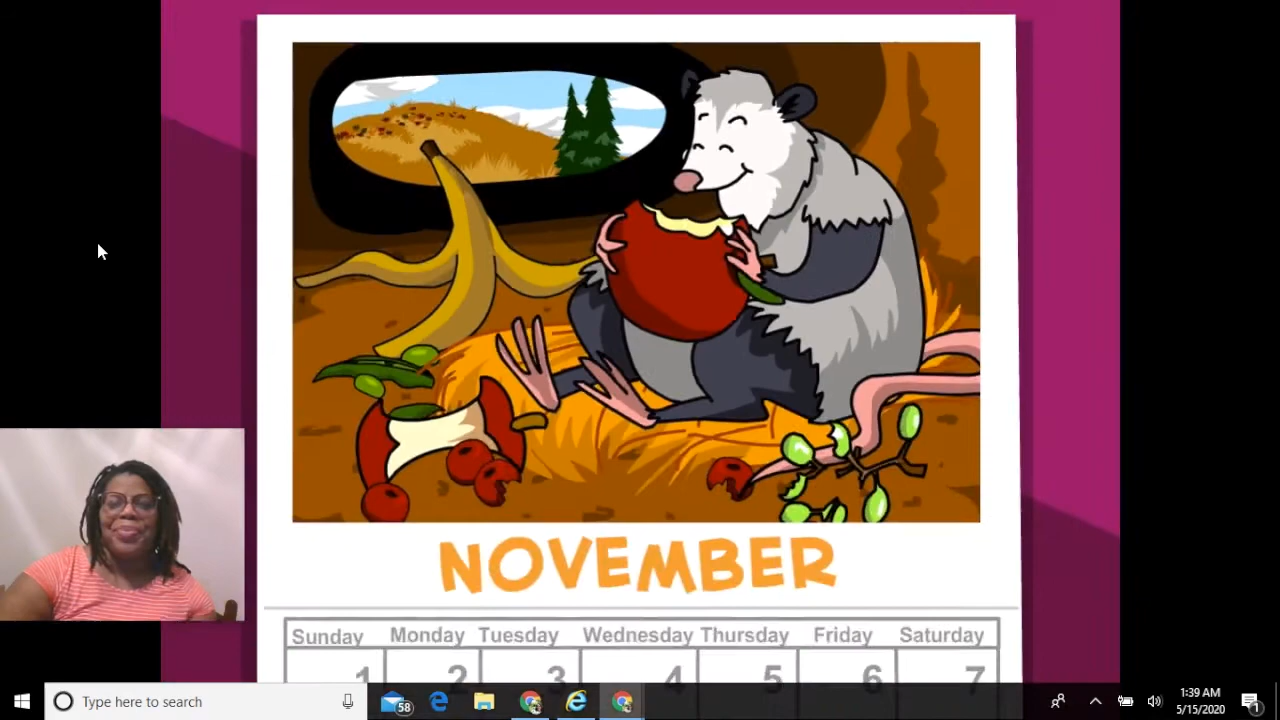 NOVEMBER
Sunday Monday Tuesday Wednesday Thursday Friday Saturday
1 2 3 4 5 6 7
Type here to search
58
1:39 AM
5/15/2020
1